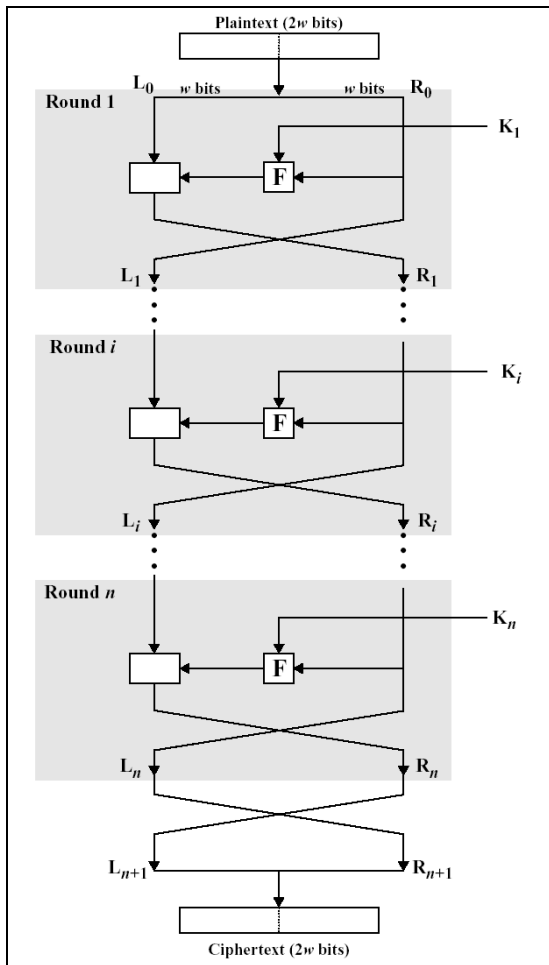 Plaintext (2w bits)
L0 w bits w bits R0
Round 1
K1
F
L1 R1
Round i
Ki
F
Li Ri
Round n
Kn
F
Ln Rn
Ln+1 Rn+1
Ciphertext (2w bits)